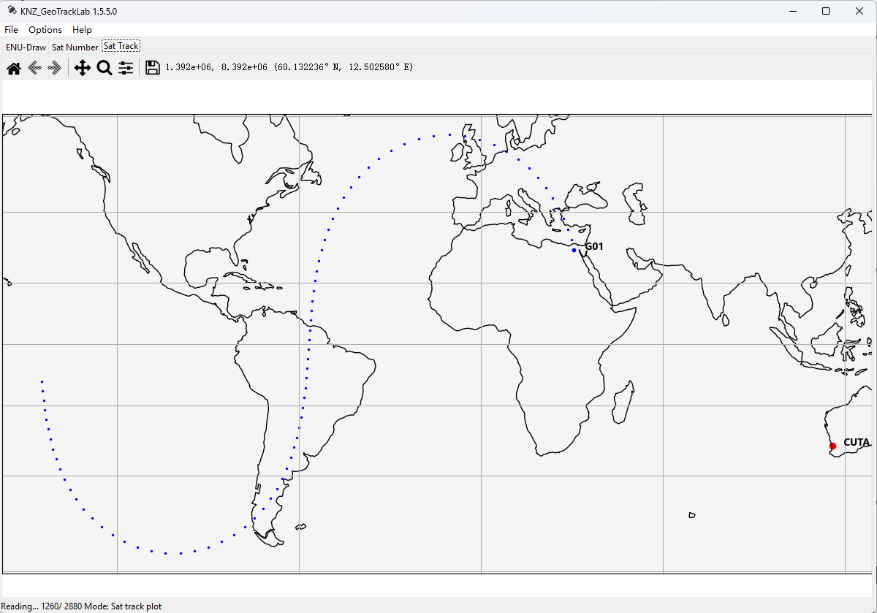 KNZ_GeoTrackLab 1.5.5.0
File Options Help
ENU-Draw Sat Number Sat Track
1.392e+06, 8.392e+06 (60.132236° N, 12.502580° E)
G01
CUTA
Reading... 1260/ 2880 Mode: Sat track plot